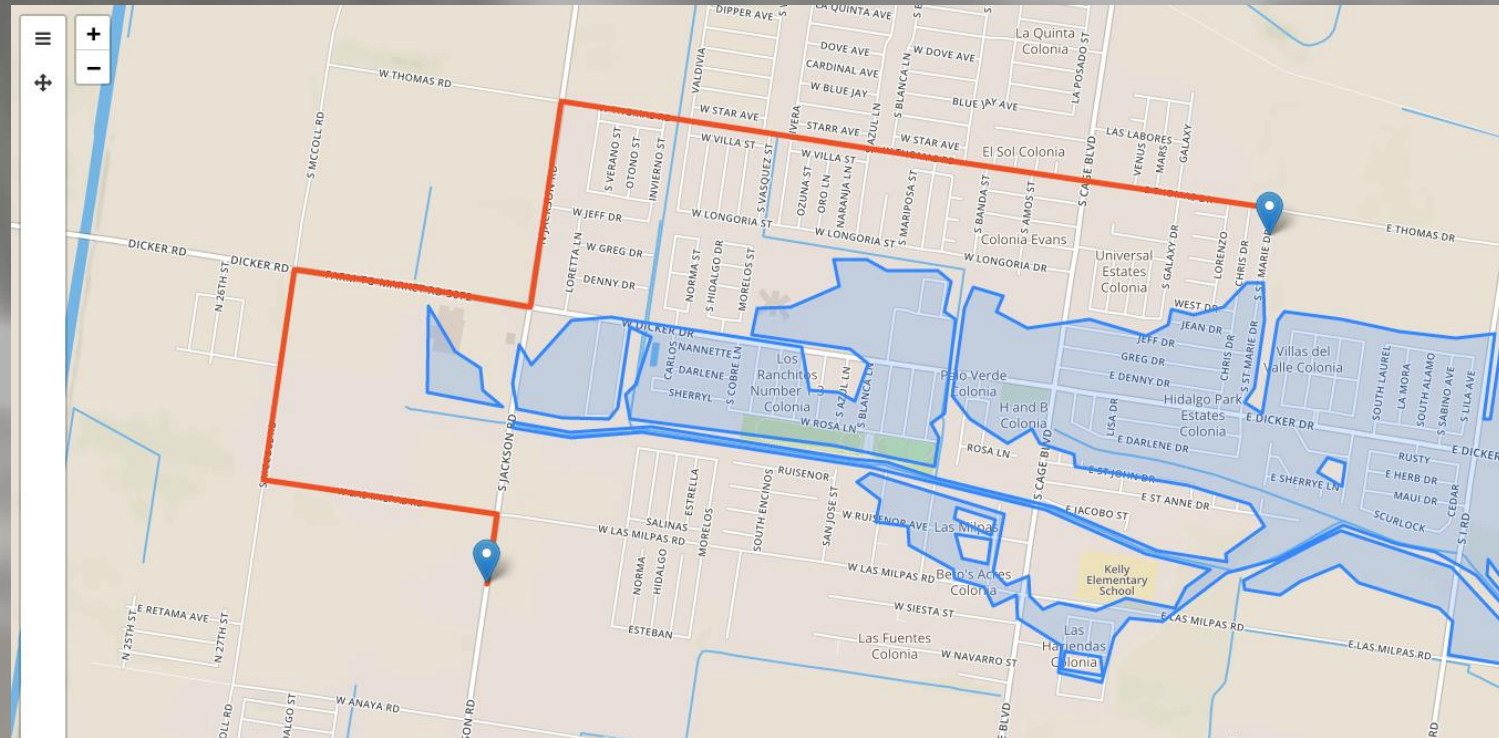 +
−
DIPPER AVE
LA QUINTA AVE
La Quinta
Colonia
DOVE AVE
W DOVE AVE
CARDINAL AVE
W BLUE JAY
BLUE JAY AVE
W THOMAS RD
VALDIVIA
S BLANCA LN
LA POSADO ST
W STAR AVE
STARR AVE
W STAR AVE
AZUL LN
LAS LABORES
VENUS
MARS
GALAXY
El Sol Colonia
S MCCOLL RD
S VERANO ST
OTONO ST
INVIERNO ST
W VILLA ST
W VILLA ST
S VASQUEZ ST
OZUNA ST
ORO LN
NARANJA LN
S MARIPOSA ST
S BANDA ST
S AMOS ST
S CAGE BLVD
E THOMAS DR
W JEFF DR
W LONGORIA ST
W LONGORIA ST
W LONGORIA DR
Colonia Evans
Universal
Estates
Colonia
S GALAXY DR
LORENZO
CHRIS DR
S ST MARIE DR
DICKER RD
DICKER RD
N JACKSON RD
LORETTA LN
W GREG DR
DENNY DR
NORMA ST
S HIDALGO DR
MORELOS ST
N 26TH ST
WEST DR
JEAN DR
JEFF DR
GREG DR
E DENNY DR
CHRIS DR
S ST MARIE DR
W DICKER DR
NANNETTE
CARLOS
DARLENE
SHERRYL
S COBRE LN
Los
Ranchitos
Number 1-3
Colonia
S AZUL LN
S BLANCA LN
W ROSA LN
Palo Verde
Colonia
H and B
Colonia
LISA DR
Hidalgo Park
Estates
Colonia
E DARLENE DR
Villas del
Valle Colonia
SOUTH LAUREL
LA MORA
SOUTH ALAMO
S SABINO AVE
S LILA AVE
E DICKER DR
E DICKER
ROSA LN
RUSTY
E HERB DR
MAUI DR
SCURLOCK
CEDAR
S I RD
E SHERRYE LN
S JACKSON RD
E ST JOHN DR
E ST ANNE DR
E JACOBO ST
S CAGE BLVD
RUISENOR
W RUISENOR AVE
Las Milpas
SALINAS
ESTRELLA
MORELOS
SOUTH ENCINOS
SAN JOSE ST
W LAS MILPAS RD
W LAS MILPAS RD
NORMA
HIDALGO
ESTEBAN
Beto's Acres
Colonia
Kelly
Elementary
School
W SIESTA ST
Las Fuentes
Colonia
W NAVARRO ST
Las
Haciendas
Colonia
E LAS MILPAS RD
E LAS MILPAS RD
E RETAMA AVE
N 25TH ST
N 27TH ST
W ANAYA RD